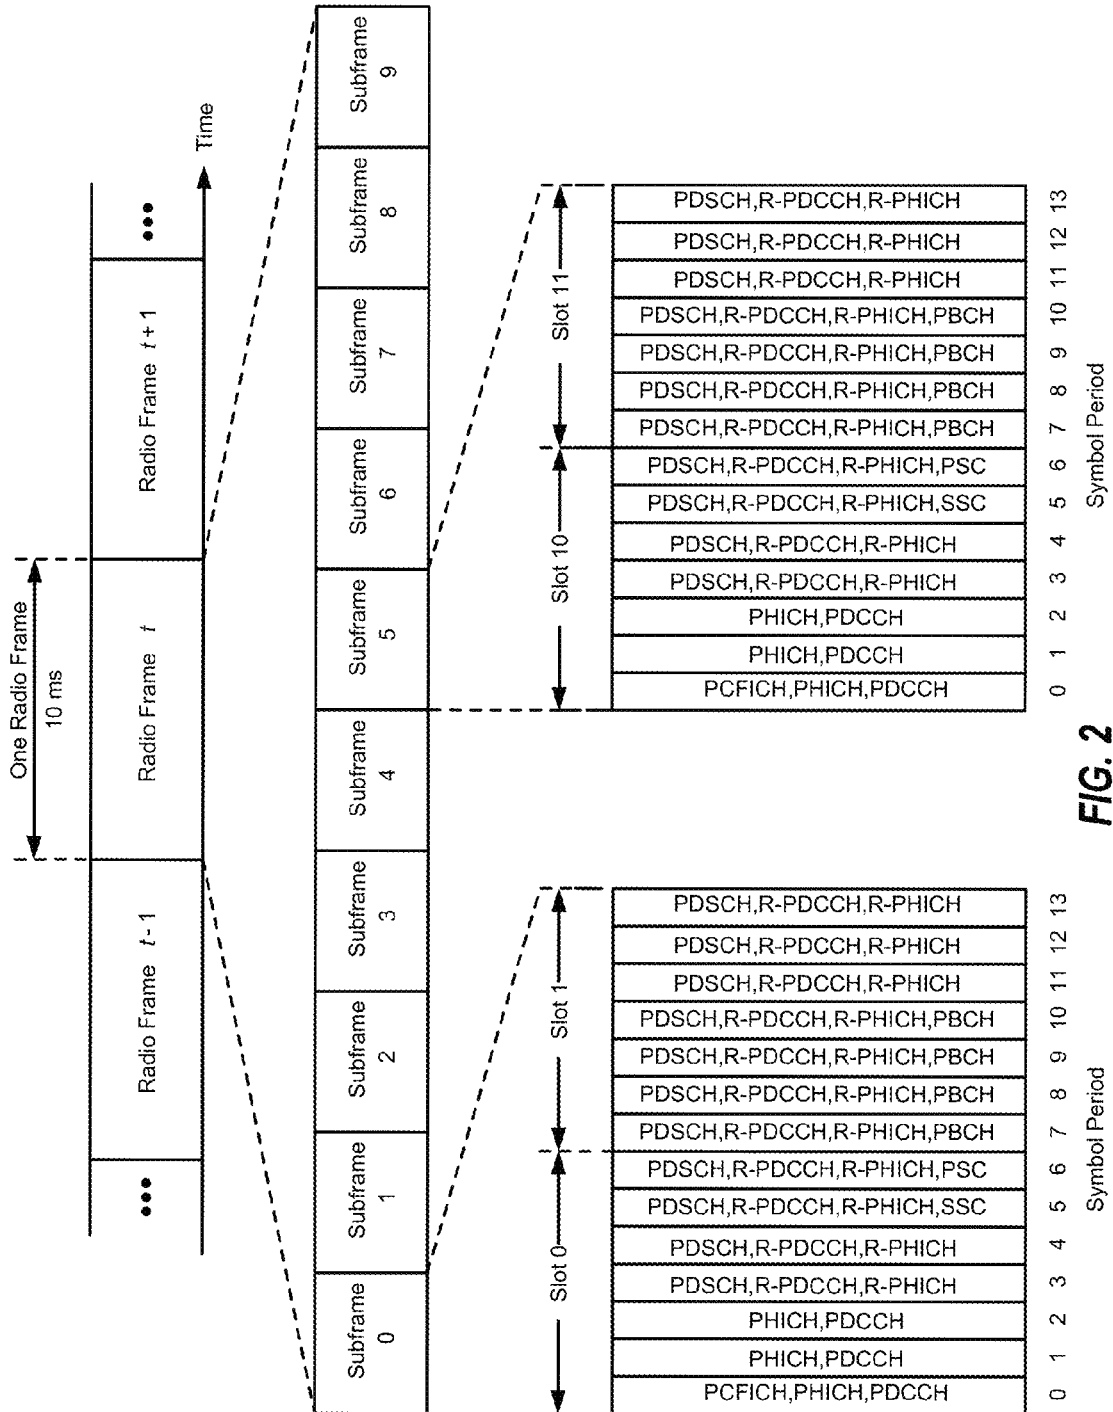 One Radio Frame
10 ms
Radio Frame t-1
Radio Frame t
Radio Frame t+1
Time
Subframe
0
Subframe
1
Subframe
2
Subframe
3
Subframe
4
Subframe
5
Subframe
6
Subframe
7
Subframe
8
Subframe
9
Slot 0
Slot 1
PCFICH,PHICH,PDCCH
PHICH,PDCCH
PHICH,PDCCH
PDSCH,R-PDCCH,R-PHICH
PDSCH,R-PDCCH,R-PHICH
PDSCH,R-PDCCH,R-PHICH,SSC
PDSCH,R-PDCCH,R-PHICH,PSC
PDSCH,R-PDCCH,R-PHICH,PBCH
PDSCH,R-PDCCH,R-PHICH,PBCH
PDSCH,R-PDCCH,R-PHICH,PBCH
PDSCH,R-PDCCH,R-PHICH,PBCH
PDSCH,R-PDCCH,R-PHICH
PDSCH,R-PDCCH,R-PHICH
PDSCH,R-PDCCH,R-PHICH
0 1 2 3 4 5 6 7 8 9 10 11 12 13
Symbol Period
Slot 10
Slot 11
PCFICH,PHICH,PDCCH
PHICH,PDCCH
PHICH,PDCCH
PDSCH,R-PDCCH,R-PHICH
PDSCH,R-PDCCH,R-PHICH
PDSCH,R-PDCCH,R-PHICH,SSC
PDSCH,R-PDCCH,R-PHICH,PSC
PDSCH,R-PDCCH,R-PHICH,PBCH
PDSCH,R-PDCCH,R-PHICH,PBCH
PDSCH,R-PDCCH,R-PHICH,PBCH
PDSCH,R-PDCCH,R-PHICH,PBCH
PDSCH,R-PDCCH,R-PHICH
PDSCH,R-PDCCH,R-PHICH
PDSCH,R-PDCCH,R-PHICH
0 1 2 3 4 5 6 7 8 9 10 11 12 13
Symbol Period
FIG. 2